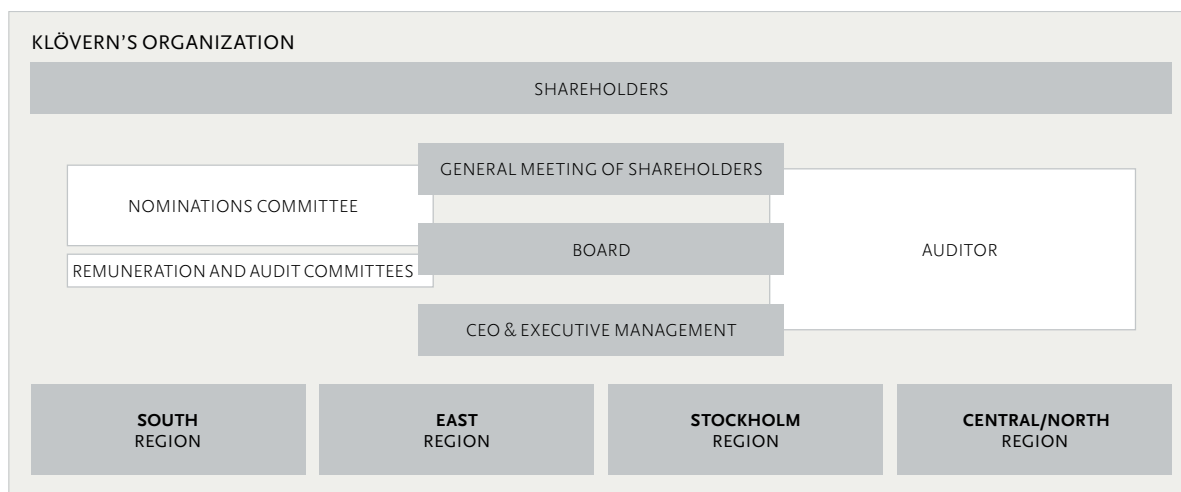 KLÖVERN'S ORGANIZATION
SHAREHOLDERS
GENERAL MEETING OF SHAREHOLDERS
NOMINATIONS COMMITTEE
BOARD
AUDITOR
REMUNERATION AND AUDIT COMMITTEES
CEO & EXECUTIVE MANAGEMENT
SOUTH
REGION
EAST
REGION
STOCKHOLM
REGION
CENTRAL/NORTH
REGION